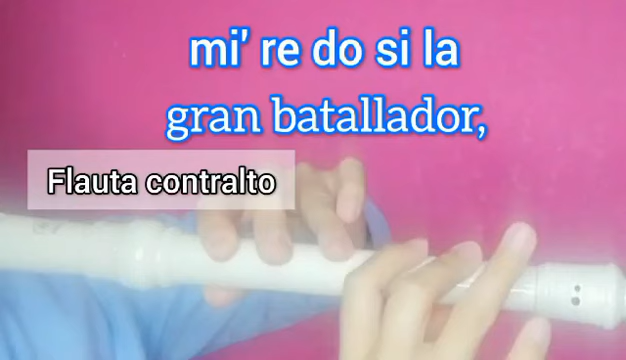 mi' re do si la
gran batallador,
Flauta contralto